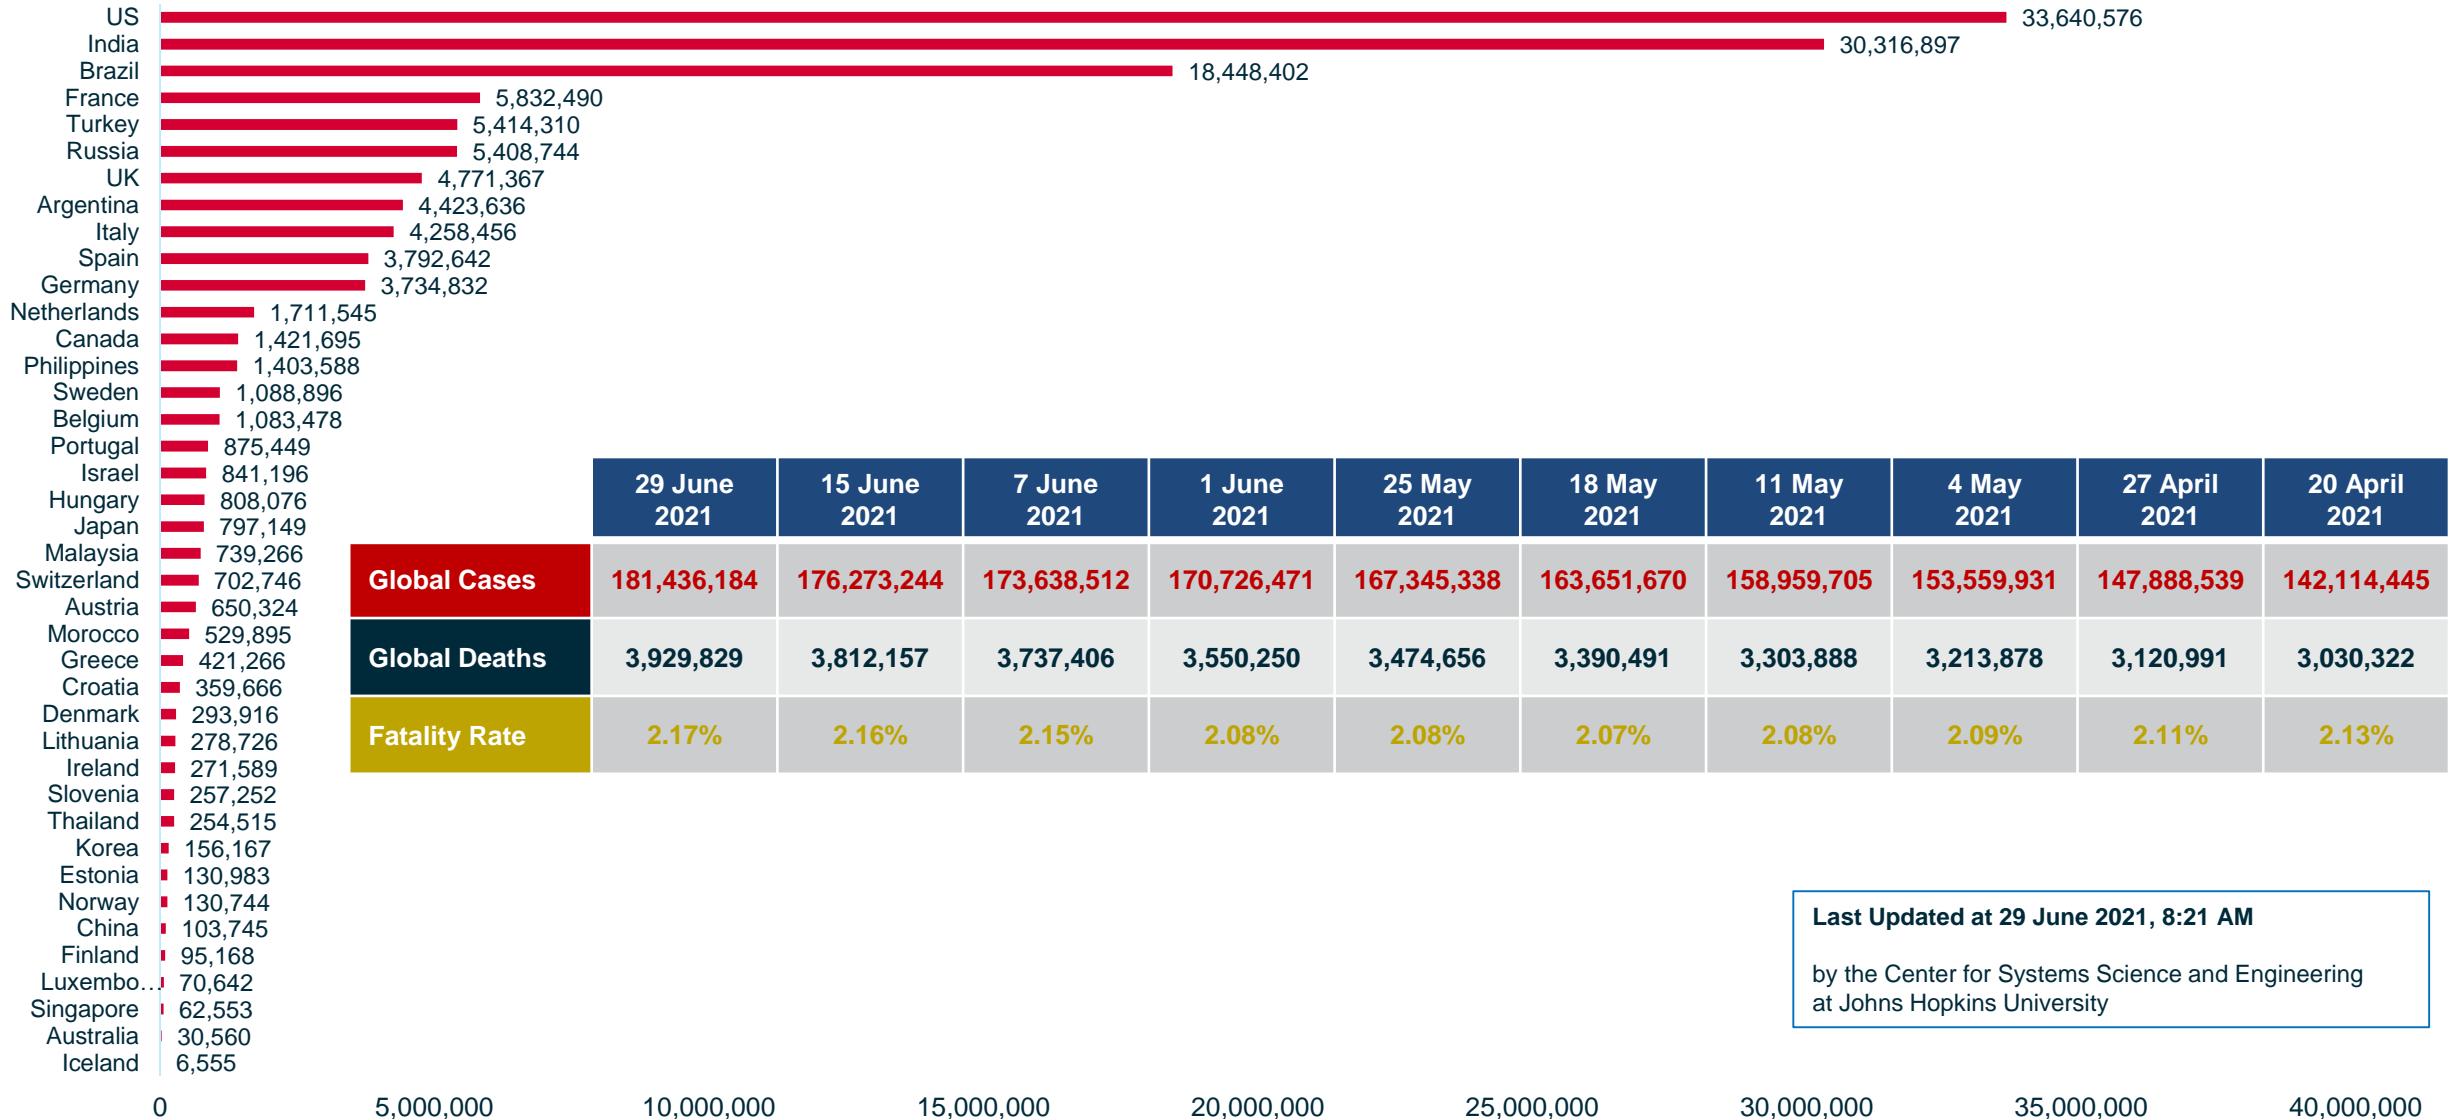 US 33,640,576
India 30,316,897
Brazil 18,448,402
France 5,832,490
Turkey 5,414,310
Russia 5,408,744
UK 4,771,367
Argentina 4,423,636
Italy 4,258,456
Spain 3,792,642
Germany 3,734,832
Netherlands 1,711,545
Canada 1,421,695
Philippines 1,403,588
Sweden 1,088,896
Belgium 1,083,478
Portugal 875,449
Israel 841,196
Hungary 808,076
Japan 797,149
Malaysia 739,266
Switzerland 702,746
Austria 650,324
Morocco 529,895
Greece 421,266
Croatia 359,666
Denmark 293,916
Lithuania 278,726
Ireland 271,589
Slovenia 257,252
Thailand 254,515
Korea 156,167
Estonia 130,983
Norway 130,744
China 103,745
Finland 95,168
Luxembo… 70,642
Singapore 62,553
Australia 30,560
Iceland 6,555
0 5,000,000 10,000,000 15,000,000 20,000,000 25,000,000 30,000,000 35,000,000 40,000,000
29 June 15 June 7 June 1 June 25 May 18 May 11 May 4 May 27 April 20 April
2021 2021 2021 2021 2021 2021 2021 2021 2021 2021
Global Cases 181,436,184 176,273,244 173,638,512 170,726,471 167,345,338 163,651,670 158,959,705 153,559,931 147,888,539 142,114,445
Global Deaths 3,929,829 3,812,157 3,737,406 3,550,250 3,474,656 3,390,491 3,303,888 3,213,878 3,120,991 3,030,322
Fatality Rate 2.17% 2.16% 2.15% 2.08% 2.08% 2.07% 2.08% 2.09% 2.11% 2.13%
Last Updated at 29 June 2021, 8:21 AM
by the Center for Systems Science and Engineering
at Johns Hopkins University